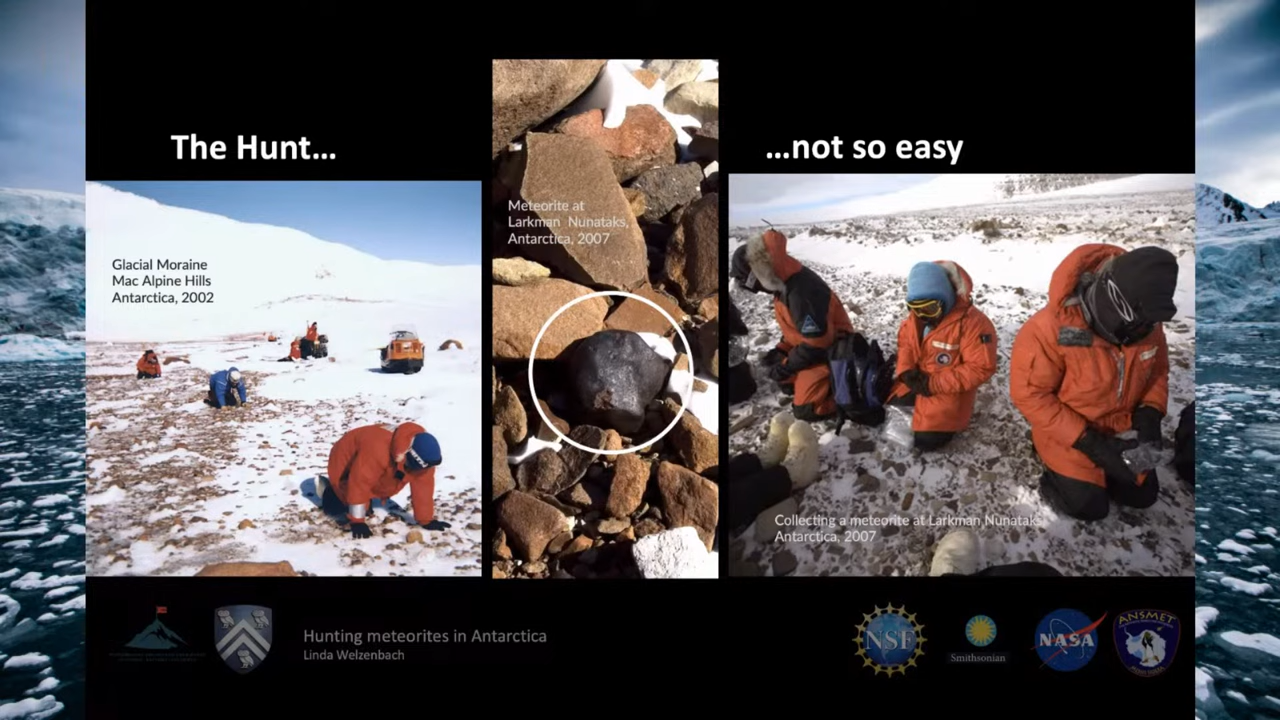 The Hunt...
...not so easy
Glacial Moraine
Mac Alpine Hills
Antarctica, 2002
Meteorite at
Larkman Nunataks,
Antarctica, 2007
Collecting a meteorite at Larkman Nunataks
Antarctica, 2007
Hunting meteorites in Antarctica
Linda Welzenbach
NSF
Smithsonian
NASA
ANSMET